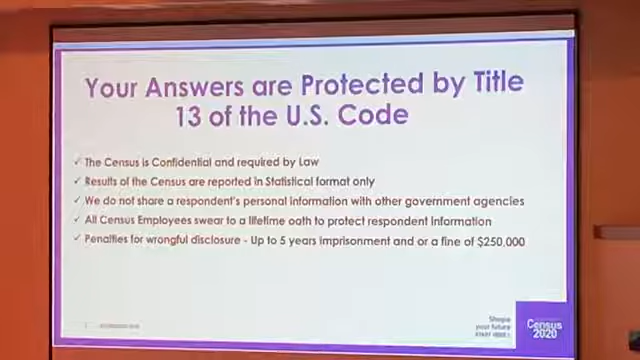 Your Answers are Protected by Title
13 of the U.S. Code
✓ The Census is Confidential and required by Law
✓ Results of the Census are reported in Statistical format only
✓ We do not share a respondent's personal information with other government agencies
✓ All Census Employees swear to a lifetime oath to protect respondent information
✓ Penalties for wrongful disclosure - Up to 5 years imprisonment and or a fine of $250,000
Shape
your future
START HERE >
Census
2020